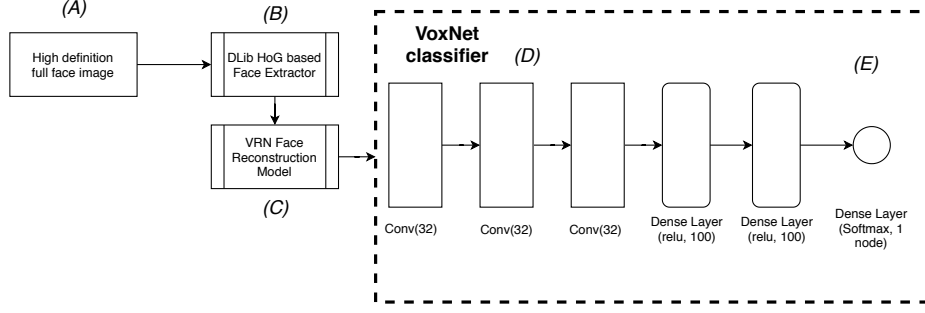 (A)
High definition
full face image
(B)
DLib HoG based
Face Extractor
VRN Face
Reconstruction
Model
(C)
VoxNet
classifier
(D)
(E)
Conv(32)
Conv(32)
Conv(32)
Dense Layer
(relu, 100)
Dense Layer
(relu, 100)
Dense Layer
(Softmax, 1
node)